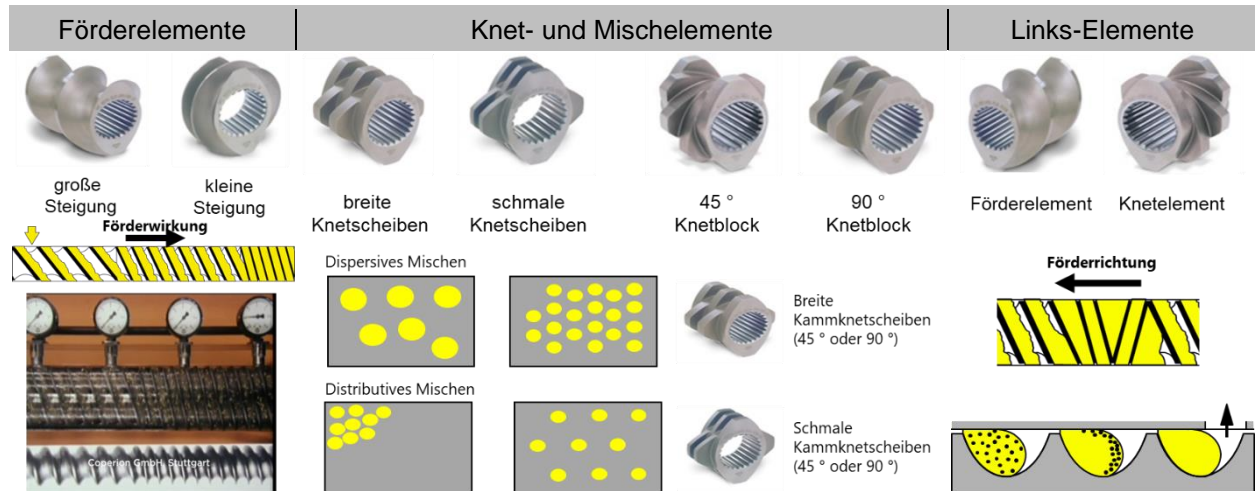 Förderelemente
Knet- und Mischelemente
Links-Elemente
große
Steigung
kleine
Steigung
breite
Knetscheiben
schmale
Knetscheiben
45 °
Knetblock
90 °
Knetblock
Förderelement
Knetelement
Förderwirkung
Coperion GmbH, Stuttgart
Dispersives Mischen
Breite
Kammknetscheiben
(45 ° oder 90 °)
Distributives Mischen
Schmale
Kammknetscheiben
(45 ° oder 90 °)
Förderrichtung